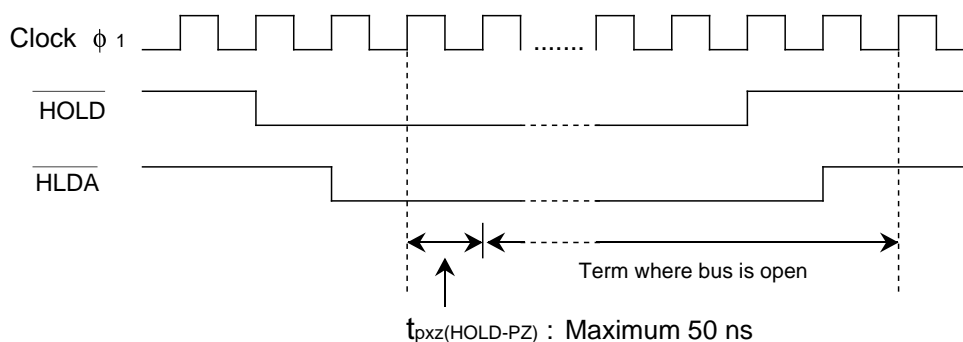 Clock ϕ 1
.......
HOLD
HLDA
Term where bus is open
tpxz(HOLD-PZ) : Maximum 50 ns